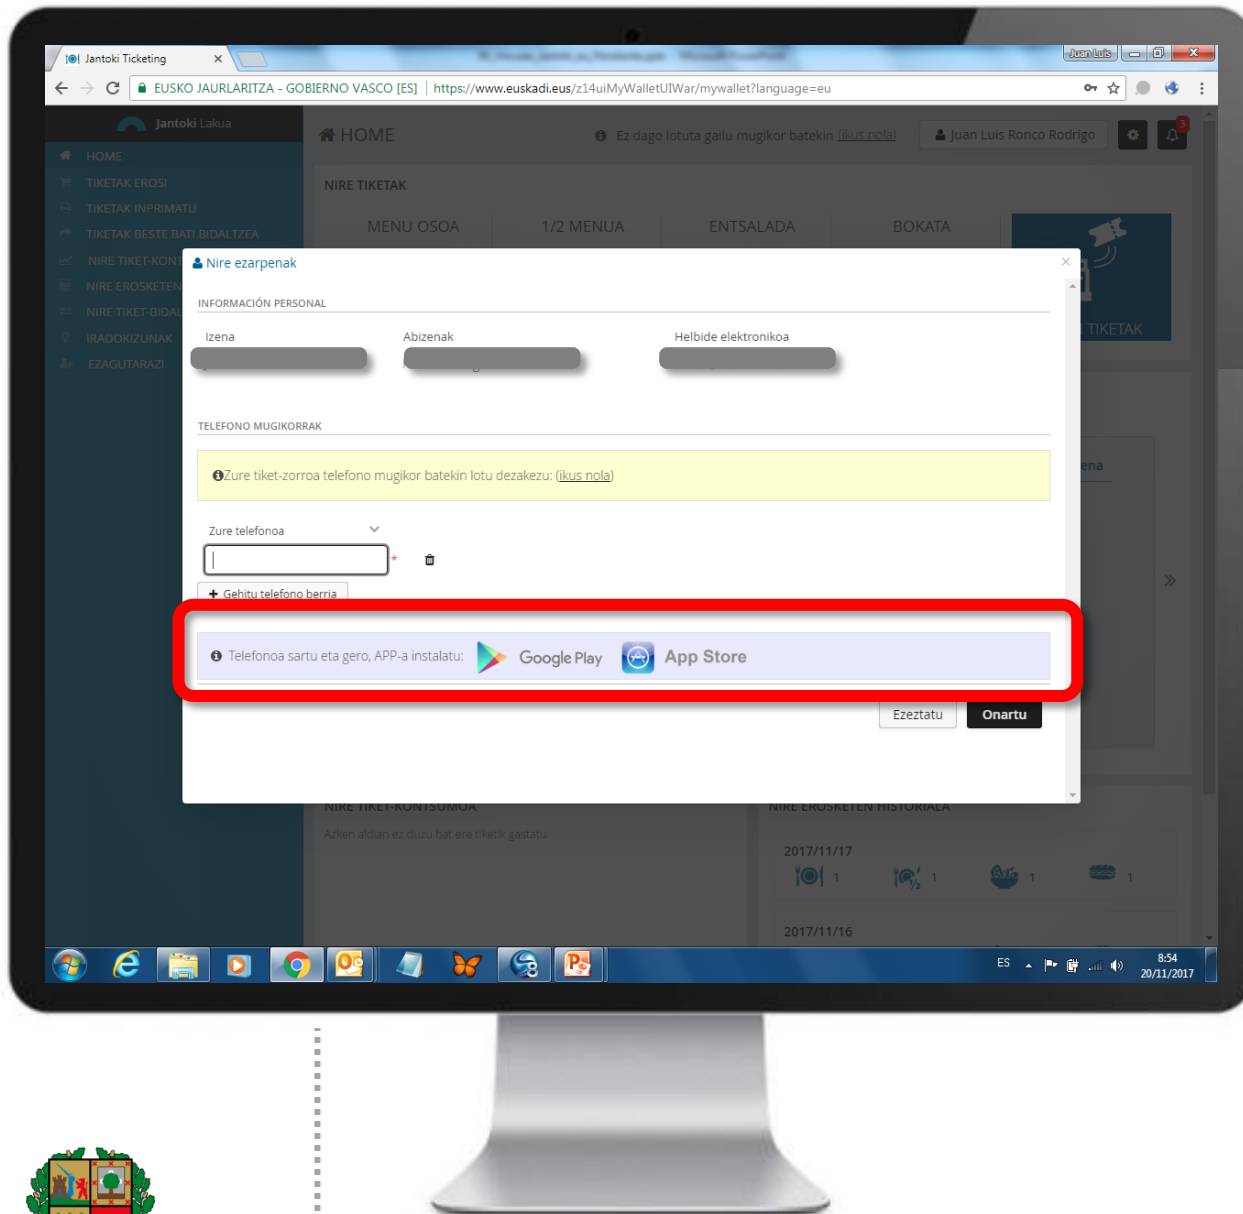 Jantoki Ticketing
Juan Luis
EUSKO JAURLARITZA - GOBIERNO VASCO [ES] | https://www.euskadi.eus/z14uiMyWalletUIWar/mywallet?language=eu
Jantoki Lakua
HOME
Ez dago lotuta gailu mugikor batekin (ikus nola)
Juan Luis Ronco Rodrigo
3
HOME
TIKETAK EROSI
TIKETAK INPRIMATU
TIKETAK BESTE BATI BIDALTZEA
NIRE TIKET-KONT
NIRE EROSKETEN
NIRE TIKET-BIDAL
IRADOKIZUNAK
EZAGUTARAZI
NIRE TIKETAK
MENU OSOA
1/2 MENUA
ENTSALADA
BOKATA
TIKETAK
Nire ezarpenak
INFORMACIÓN PERSONAL
Izena
Abizenak
Helbide elektronikoa
TELEFONO MUGIKORRAK
Zure tiket-zorroa telefono mugikor batekin lotu dezakezu: (ikus nola)
ena
Zure telefonoa
*
+ Gehitu telefono berria
Telefonoa sartu eta gero, APP-a instalatu:
Google Play
App Store
Ezeztatu
Onartu
NIRE TIKET-KONTSUMOA
Azken aldian ez duzu bat ere tiketik gastatu
NIRE EROSKETEN HISTORIALA
2017/11/17
1
1/2 1
1
1
2017/11/16
ES
8:54
20/11/2017